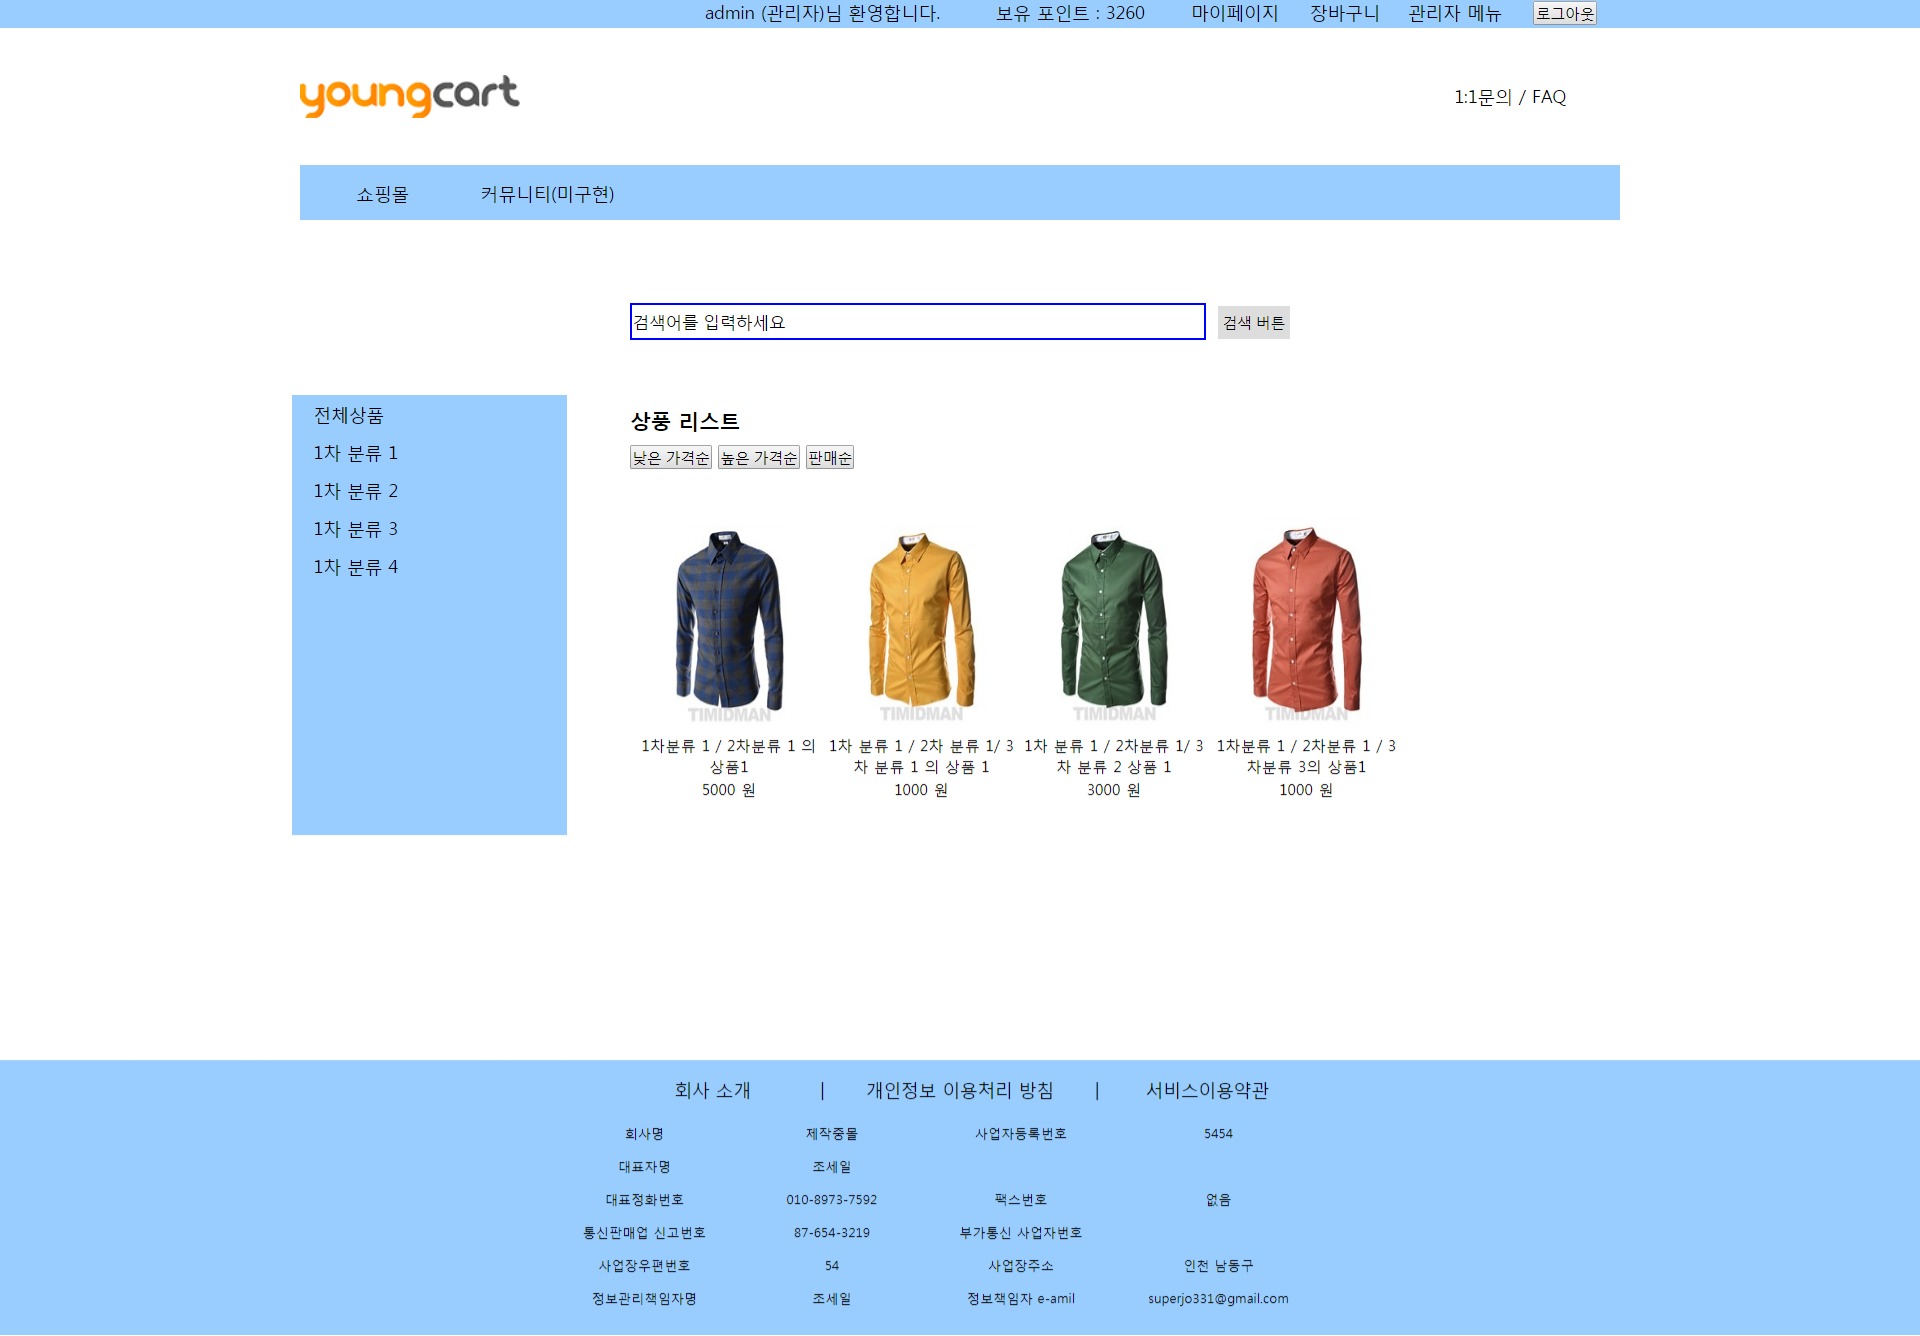 admin (관리자)님 환영합니다. 보유 포인트 : 3260 마이페이지 장바구니 관리자 메뉴 로그아웃
youngcart
1:1문의 / FAQ
쇼핑몰 커뮤니티(미구현)
검색어를 입력하세요 검색 버튼
전체상품
1차 분류 1
1차 분류 2
1차 분류 3
1차 분류 4
상풍 리스트
낮은 가격순 높은 가격순 판매순
TIMIDMAN TIMIDMAN TIMIDMAN TIMIDMAN
1차분류 1 / 2차분류 1 의
상품1
5000 원
1차 분류 1 / 2차 분류 1/ 3
차 분류 1 의 상품 1
1000 원
1차 분류 1 / 2차분류 1/ 3
차 분류 2 상품 1
3000 원
1차분류 1 / 2차분류 1 / 3
차분류 3의 상품1
1000 원
회사 소개 | 개인정보 이용처리 방침 | 서비스이용약관
회사명 제작중몰 사업자등록번호 5454
대표자명 조세일
대표정화번호 010-8973-7592 팩스번호 없음
통신판매업 신고번호 87-654-3219 부가통신 사업자번호
사업장우편번호 54 사업장주소 인천 남동구
정보관리책임자명 조세일 정보책임자 e-amil superjo331@gmail.com